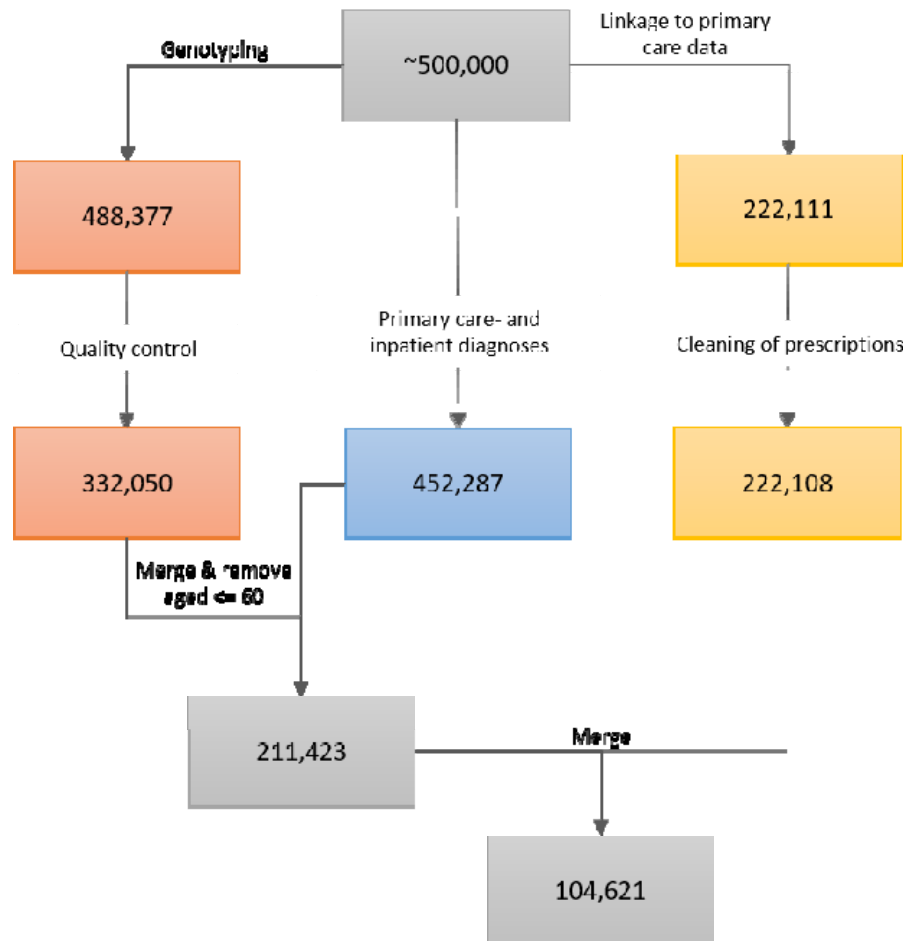 Genotyping
~500,000
Linkage to primary
care data
488,377
222,111
Quality control
Primary care- and
inpatient diagnoses
Cleaning of prescriptions
332,050
452,287
222,108
Merge & remove
aged <= 60
211,423
Merge
104,621